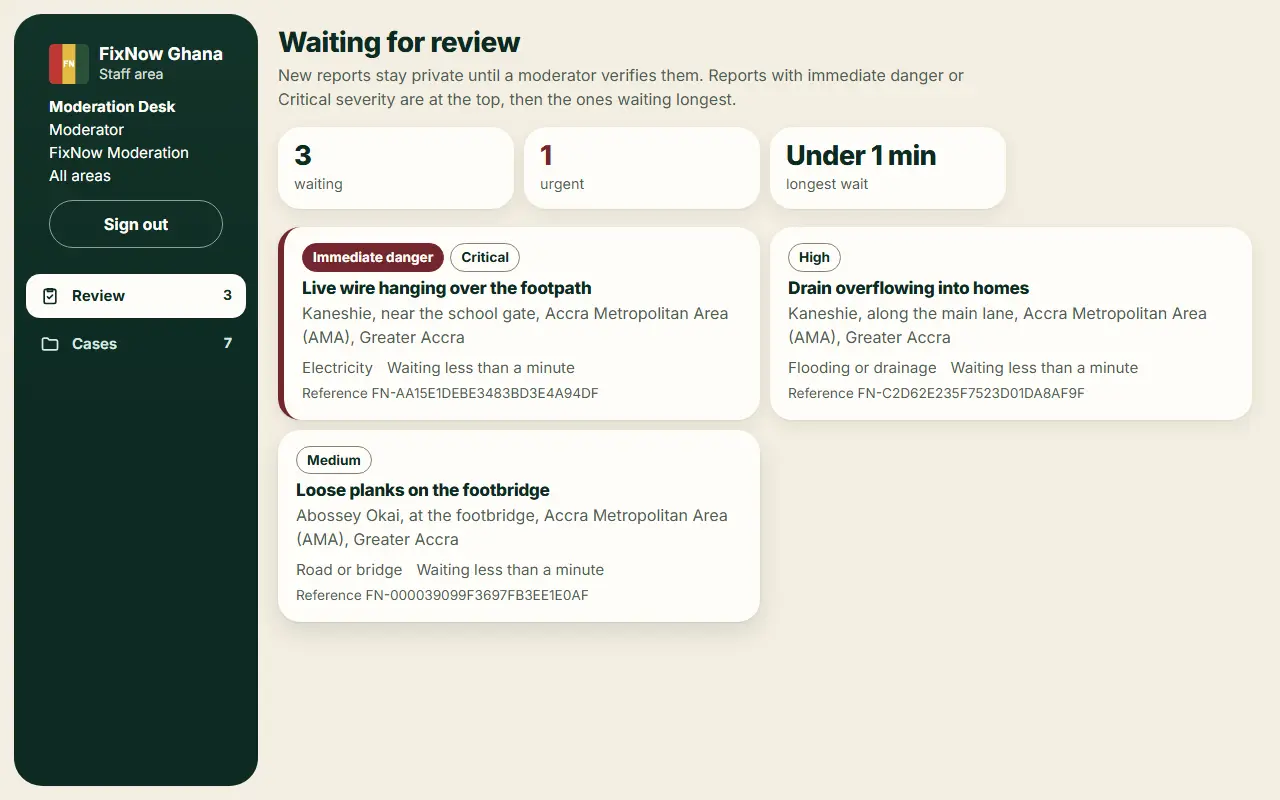 FN
FixNow Ghana
Staff area
Moderation Desk
Moderator
FixNow Moderation
All areas
Sign out
Review 3
Cases 7
Waiting for review
New reports stay private until a moderator verifies them. Reports with immediate danger or
Critical severity are at the top, then the ones waiting longest.
3
waiting
1
urgent
Under 1 min
longest wait
Immediate danger Critical
Live wire hanging over the footpath
Kaneshie, near the school gate, Accra Metropolitan Area
(AMA), Greater Accra
Electricity Waiting less than a minute
Reference FN-AA15E1DEBE3483BD3E4A94DF
High
Drain overflowing into homes
Kaneshie, along the main lane, Accra Metropolitan Area
(AMA), Greater Accra
Flooding or drainage Waiting less than a minute
Reference FN-C2D62E235F7523D01DA8AF9F
Medium
Loose planks on the footbridge
Abossey Okai, at the footbridge, Accra Metropolitan Area
(AMA), Greater Accra
Road or bridge Waiting less than a minute
Reference FN-000039099F3697FB3EE1E0AF